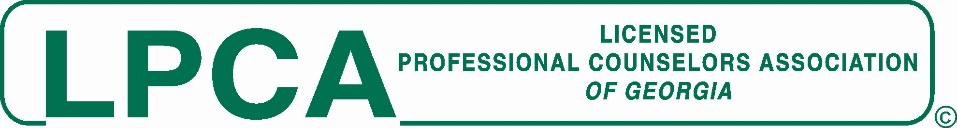 LPCA
LICENSED
PROFESSIONAL COUNSELORS ASSOCIATION
OF GEORGIA
©